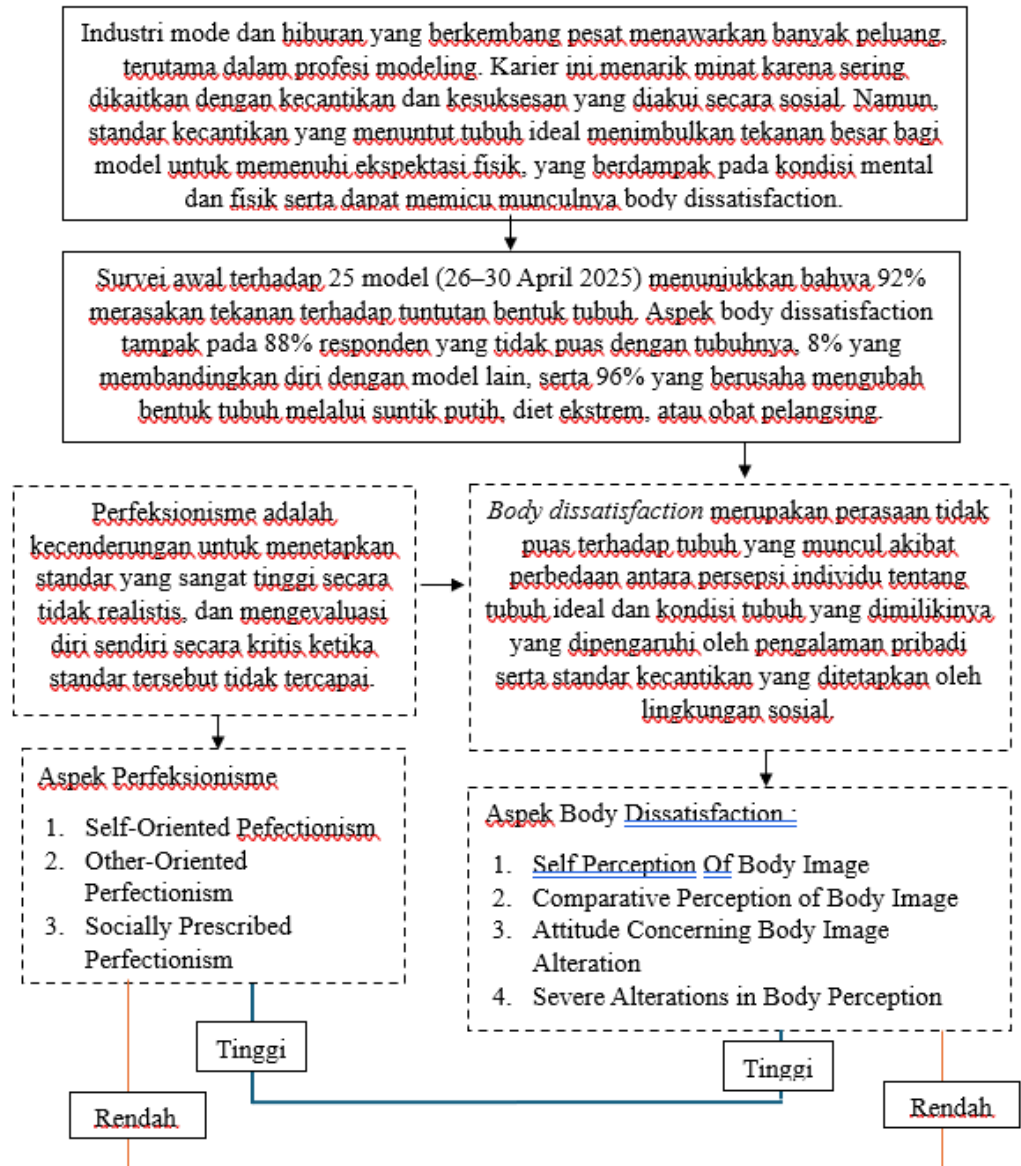 Industri mode dan hiburan yang berkembang pesat menawarkan banyak peluang,
terutama dalam profesi modeling. Karier ini menarik minat karena sering
dikaitkan dengan kecantikan dan kesuksesan yang diakui secara sosial. Namun,
standar kecantikan yang menuntut tubuh ideal menimbulkan tekanan besar bagi
model untuk memenuhi ekspektasi fisik, yang berdampak pada kondisi mental
dan fisik serta dapat memicu munculnya body dissatisfaction.
Survei awal terhadap 25 model (26–30 April 2025) menunjukkan bahwa 92%
merasakan tekanan terhadap tuntutan bentuk tubuh. Aspek body dissatisfaction
tampak pada 88% responden yang tidak puas dengan tubuhnya, 8% yang
membandingkan diri dengan model lain, serta 96% yang berusaha mengubah
bentuk tubuh melalui suntik putih, diet ekstrem, atau obat pelangsing.
Perfeksionisme adalah
kecenderungan untuk menetapkan
standar yang sangat tinggi secara
tidak realistis, dan mengevaluasi
diri sendiri secara kritis ketika
standar tersebut tidak tercapai.
Body dissatisfaction merupakan perasaan tidak
puas terhadap tubuh yang muncul akibat
perbedaan antara persepsi individu tentang
tubuh ideal dan kondisi tubuh yang dimilikinya
yang dipengaruhi oleh pengalaman pribadi
serta standar kecantikan yang ditetapkan oleh
lingkungan sosial.
Aspek Perfeksionisme
1. Self-Oriented Pefectionism
2. Other-Oriented
Perfectionism
3. Socially Prescribed
Perfectionism
Aspek Body Dissatisfaction :
1. Self Perception Of Body Image
2. Comparative Perception of Body Image
3. Attitude Concerning Body Image
Alteration
4. Severe Alterations in Body Perception
Tinggi
Tinggi
Rendah
Rendah